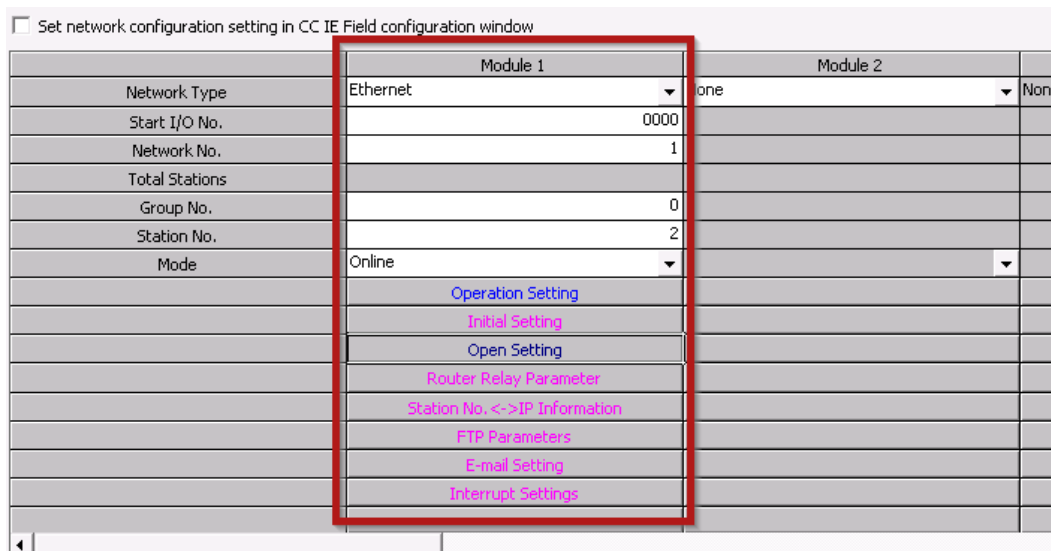 Set network configuration setting in CC IE Field configuration window
Module 1 Module 2
Network Type Ethernet one Non
Start I/O No. 0000
Network No. 1
Total Stations
Group No. 0
Station No. 2
Mode Online
Operation Setting
Initial Setting
Open Setting
Router Relay Parameter
Station No.<->IP Information
FTP Parameters
E-mail Setting
Interrupt Settings